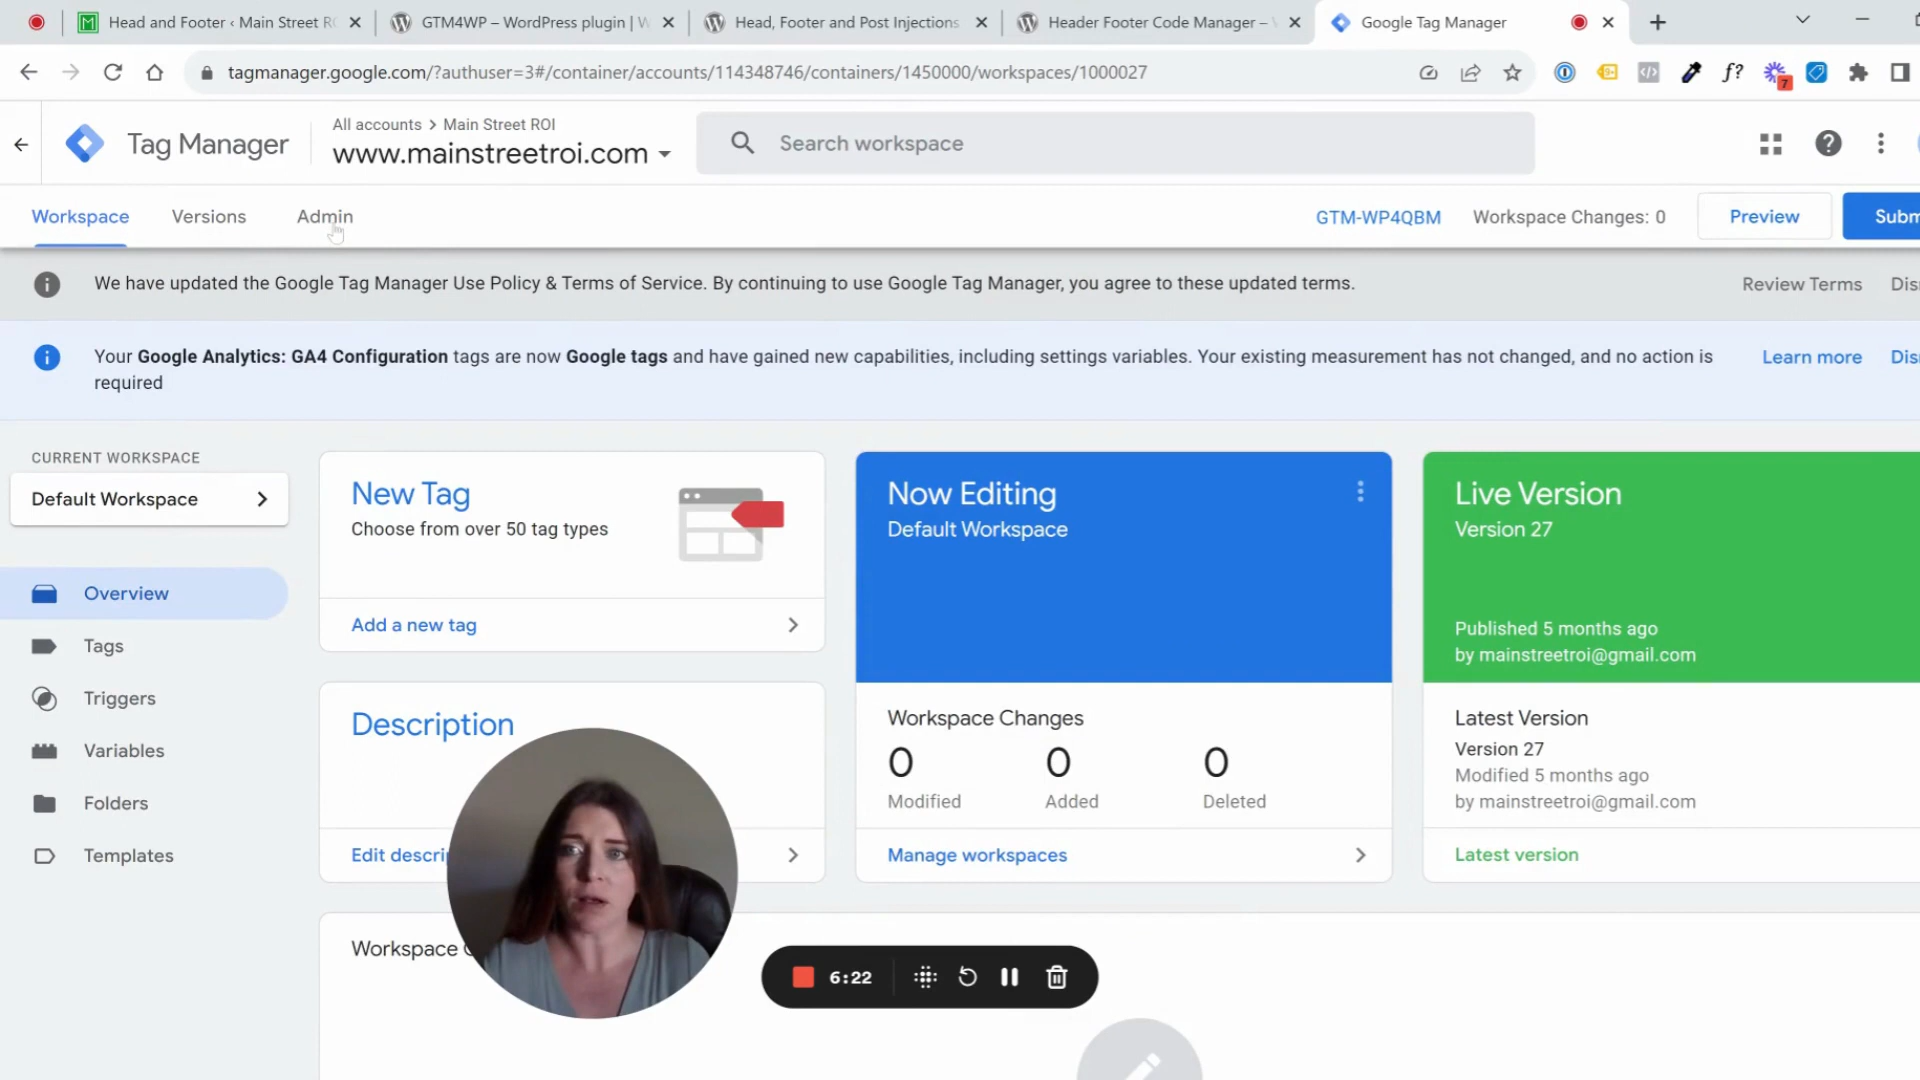 Head and Footer ‹ Main Street RO
GTM4WP – WordPress plugin | W
Head, Footer and Post Injections
Header Footer Code Manager –
Google Tag Manager
tagmanager.google.com/?authuser=3#/container/accounts/114348746/containers/1450000/workspaces/1000027
f?
7
Tag Manager
All accounts > Main Street ROI
www.mainstreetroi.com
Search workspace
Workspace
Versions
Admin
GTM-WP4QBM
Workspace Changes: 0
Preview
Subm
We have updated the Google Tag Manager Use Policy & Terms of Service. By continuing to use Google Tag Manager, you agree to these updated terms.
Review Terms
Dis
Your Google Analytics: GA4 Configuration tags are now Google tags and have gained new capabilities, including settings variables. Your existing measurement has not changed, and no action is
required
Learn more
Dis
CURRENT WORKSPACE
Default Workspace
Overview
Tags
Triggers
Variables
Folders
Templates
New Tag
Choose from over 50 tag types
Add a new tag
Description
Edit descri
Now Editing
Default Workspace
Workspace Changes
0 0 0
Modified Added Deleted
Manage workspaces
Live Version
Version 27
Published 5 months ago
by mainstreetroi@gmail.com
Latest Version
Version 27
Modified 5 months ago
by mainstreetroi@gmail.com
Latest version
Workspace
6:22